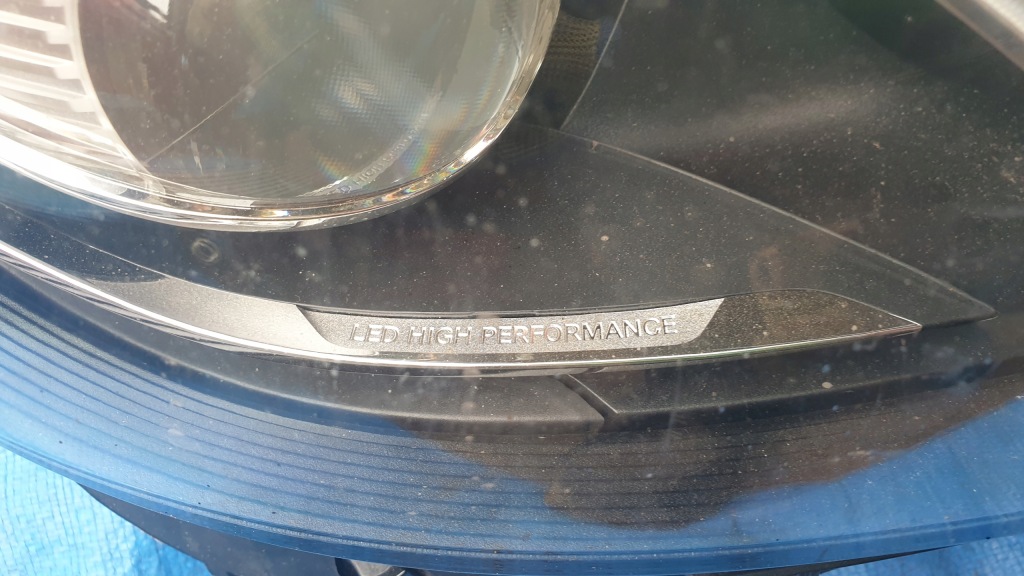 LED HIGH PERFORMANCE